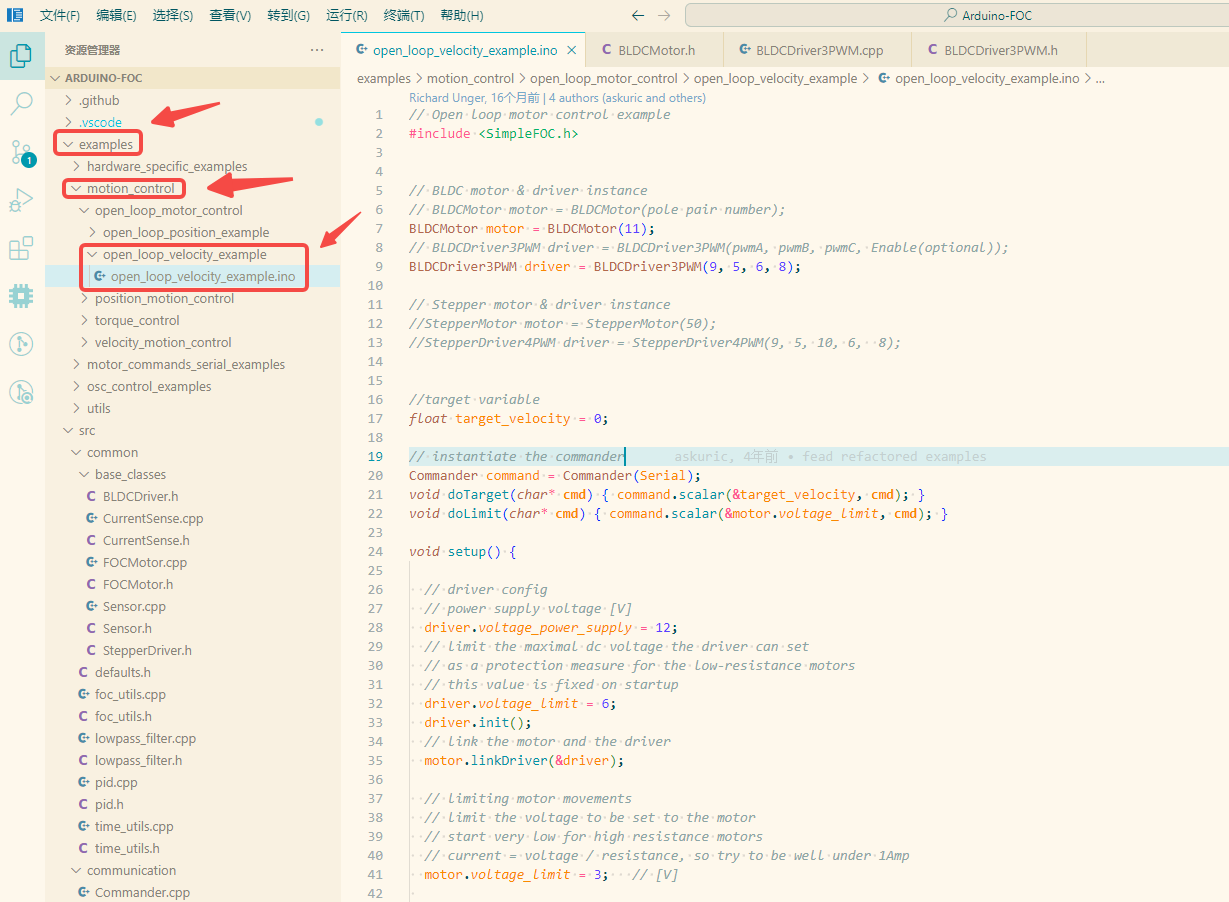 文件(F) 编辑(E) 选择(S) 查看(V) 转到(G) 运行(R) 终端(T) 帮助(H) Arduino-FOC
资源管理器
ARDUINO-FOC
.github
.vscode
examples
hardware_specific_examples
motion_control
open_loop_motor_control
open_loop_position_example
open_loop_velocity_example
open_loop_velocity_example.ino
position_motion_control
torque_control
velocity_motion_control
motor_commands_serial_examples
osc_control_examples
utils
src
common
base_classes
BLDCDriver.h
CurrentSense.cpp
CurrentSense.h
FOCMotor.cpp
FOCMotor.h
Sensor.cpp
Sensor.h
StepperDriver.h
defaults.h
foc_utils.cpp
foc_utils.h
lowpass_filter.cpp
lowpass_filter.h
pid.cpp
pid.h
time_utils.cpp
time_utils.h
communication
Commander.cpp
1
open_loop_velocity_example.ino BLDCMotor.h BLDCDriver3PWM.cpp BLDCDriver3PWM.h
examples > motion_control > open_loop_motor_control > open_loop_velocity_example > open_loop_velocity_example.ino > ...
Richard Unger, 16个月前 | 4 authors (askuric and others)
1 // Open loop motor control example
2 #include <SimpleFOC.h>
3
4
5 // BLDC motor & driver instance
6 // BLDCMotor motor = BLDCMotor(pole pair number);
7 BLDCMotor motor = BLDCMotor(11);
8 // BLDCDriver3PWM driver = BLDCDriver3PWM(pwmA, pwmB, pwmC, Enable(optional));
9 BLDCDriver3PWM driver = BLDCDriver3PWM(9, 5, 6, 8);
10
11 // Stepper motor & driver instance
12 //StepperMotor motor = StepperMotor(50);
13 //StepperDriver4PWM driver = StepperDriver4PWM(9, 5, 10, 6,  8);
14
15
16 //target variable
17 float target_velocity = 0;
18
19 // instantiate the commander askuric, 4年前 • fead refactored examples
20 Commander command = Commander(Serial);
21 void doTarget(char* cmd) { command.scalar(&target_velocity, cmd); }
22 void doLimit(char* cmd) { command.scalar(&motor.voltage_limit, cmd); }
23
24 void setup() {
25
26 // driver config
27 // power supply voltage [V]
28 driver.voltage_power_supply = 12;
29 // limit the maximal dc voltage the driver can set
30 // as a protection measure for the low-resistance motors
31 // this value is fixed on startup
32 driver.voltage_limit = 6;
33 driver.init();
34 // link the motor and the driver
35 motor.linkDriver(&driver);
36
37 // limiting motor movements
38 // limit the voltage to be set to the motor
39 // start very low for high resistance motors
40 // current = voltage / resistance, so try to be well under 1Amp
41 motor.voltage_limit = 3;   // [V]
42